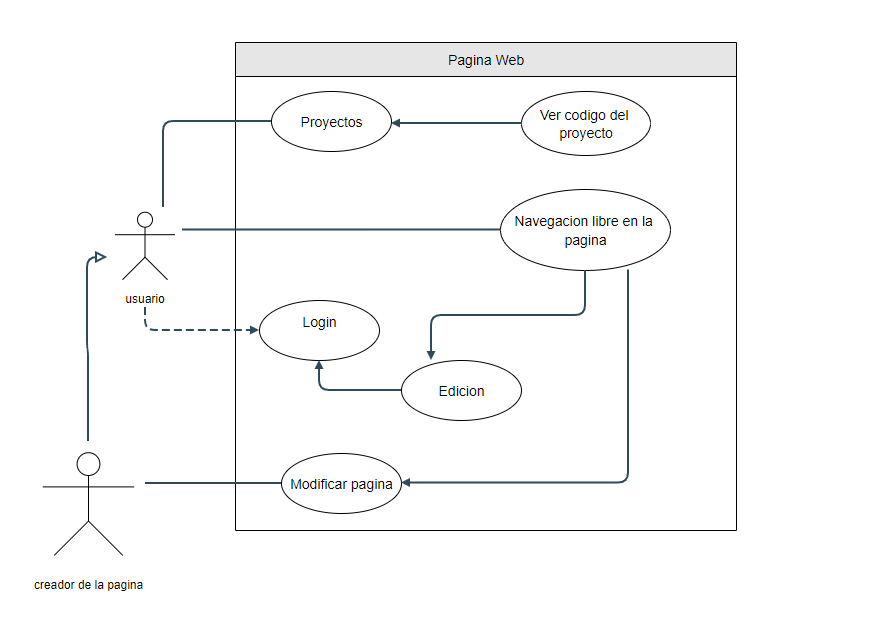 Pagina Web
Proyectos
Ver codigo del
proyecto
Navegacion libre en la
pagina
usuario
Login
Edicion
Modificar pagina
creador de la pagina